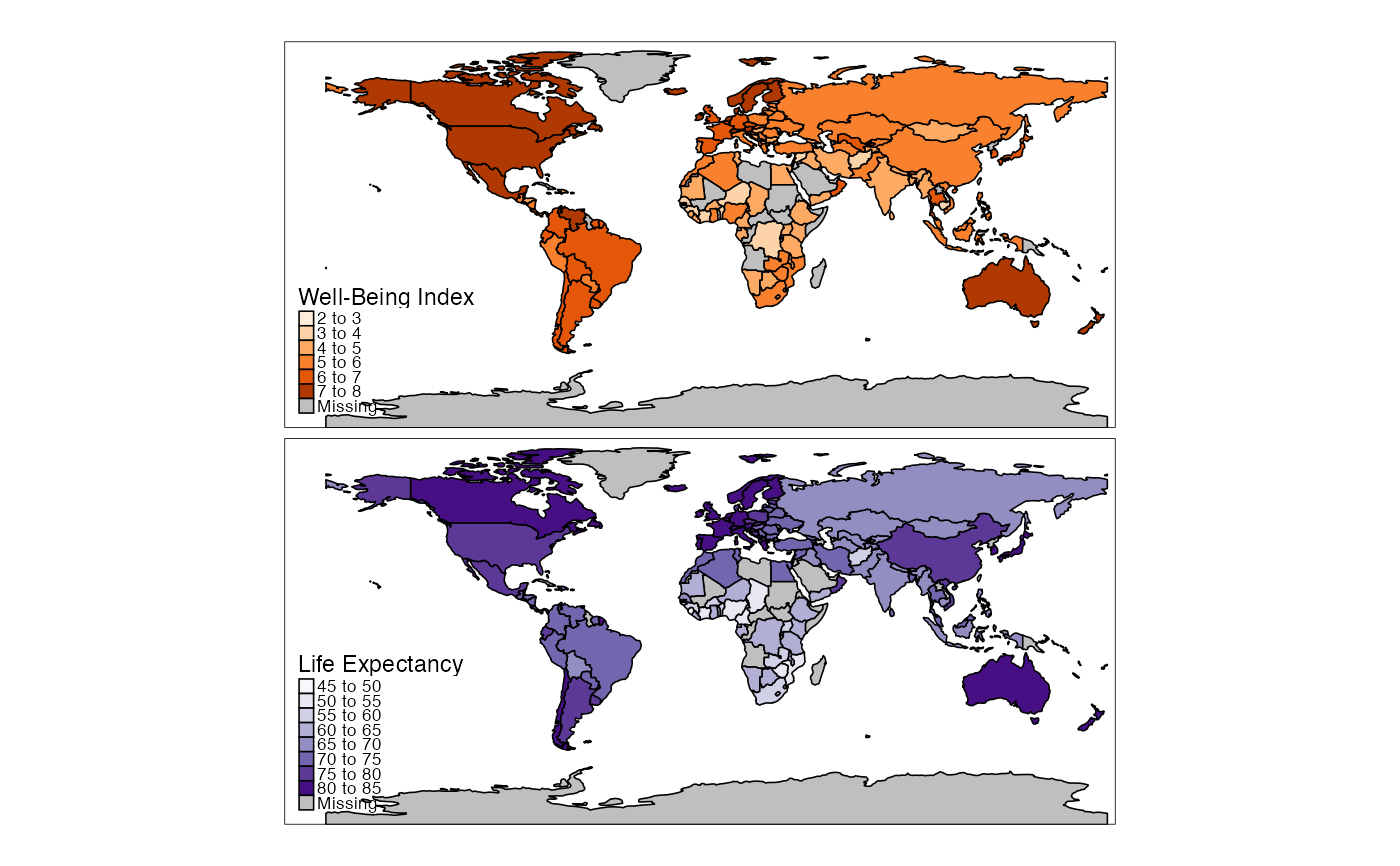 Well-Being Index
2 to 3
3 to 4
4 to 5
5 to 6
6 to 7
7 to 8
Missing
Life Expectancy
45 to 50
50 to 55
55 to 60
60 to 65
65 to 70
70 to 75
75 to 80
80 to 85
Missing